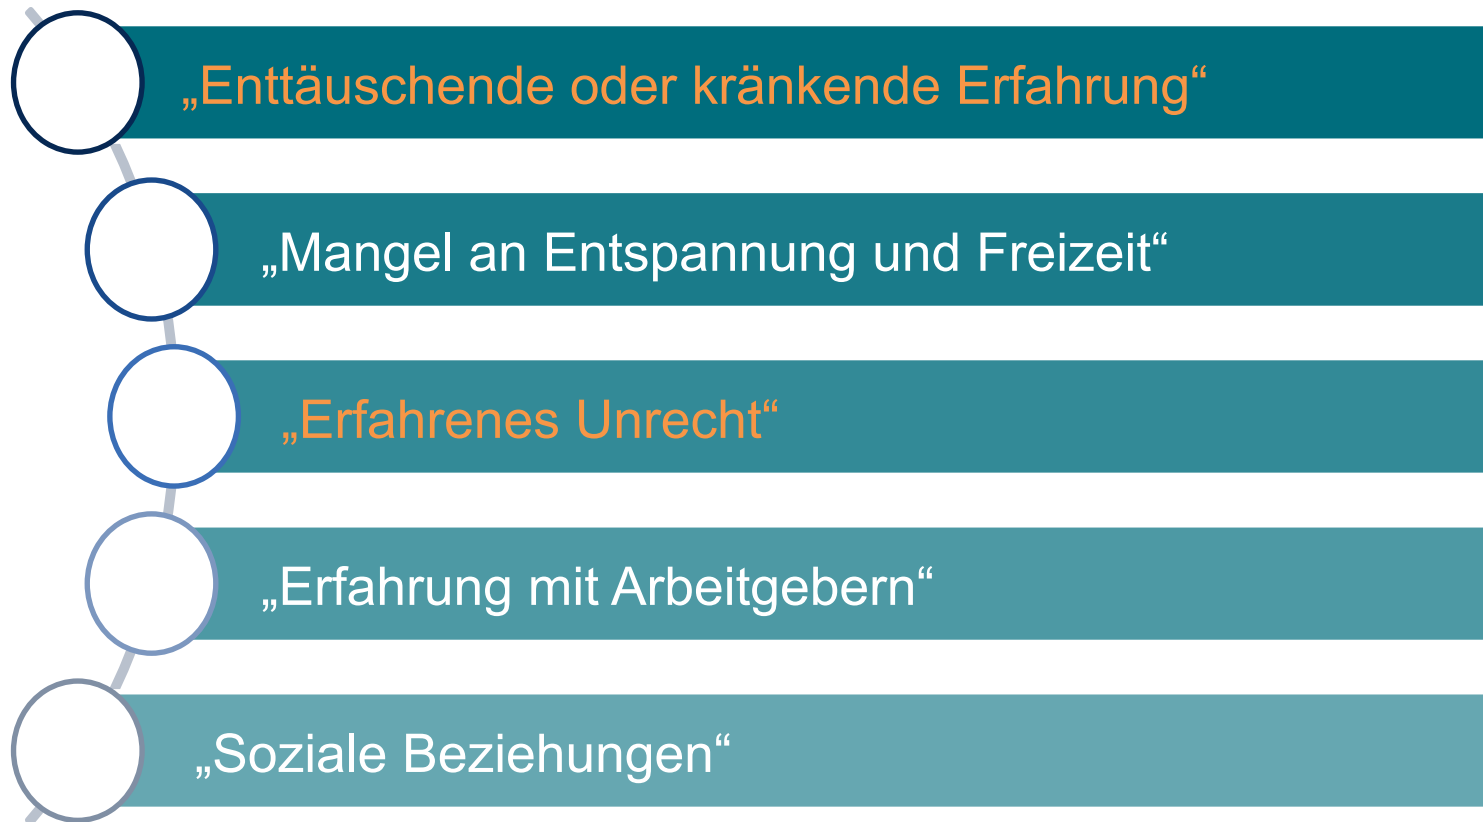 „Enttäuschende oder kränkende Erfahrung“
„Mangel an Entspannung und Freizeit“
„Erfahrenes Unrecht“
„Erfahrung mit Arbeitgebern“
„Soziale Beziehungen“